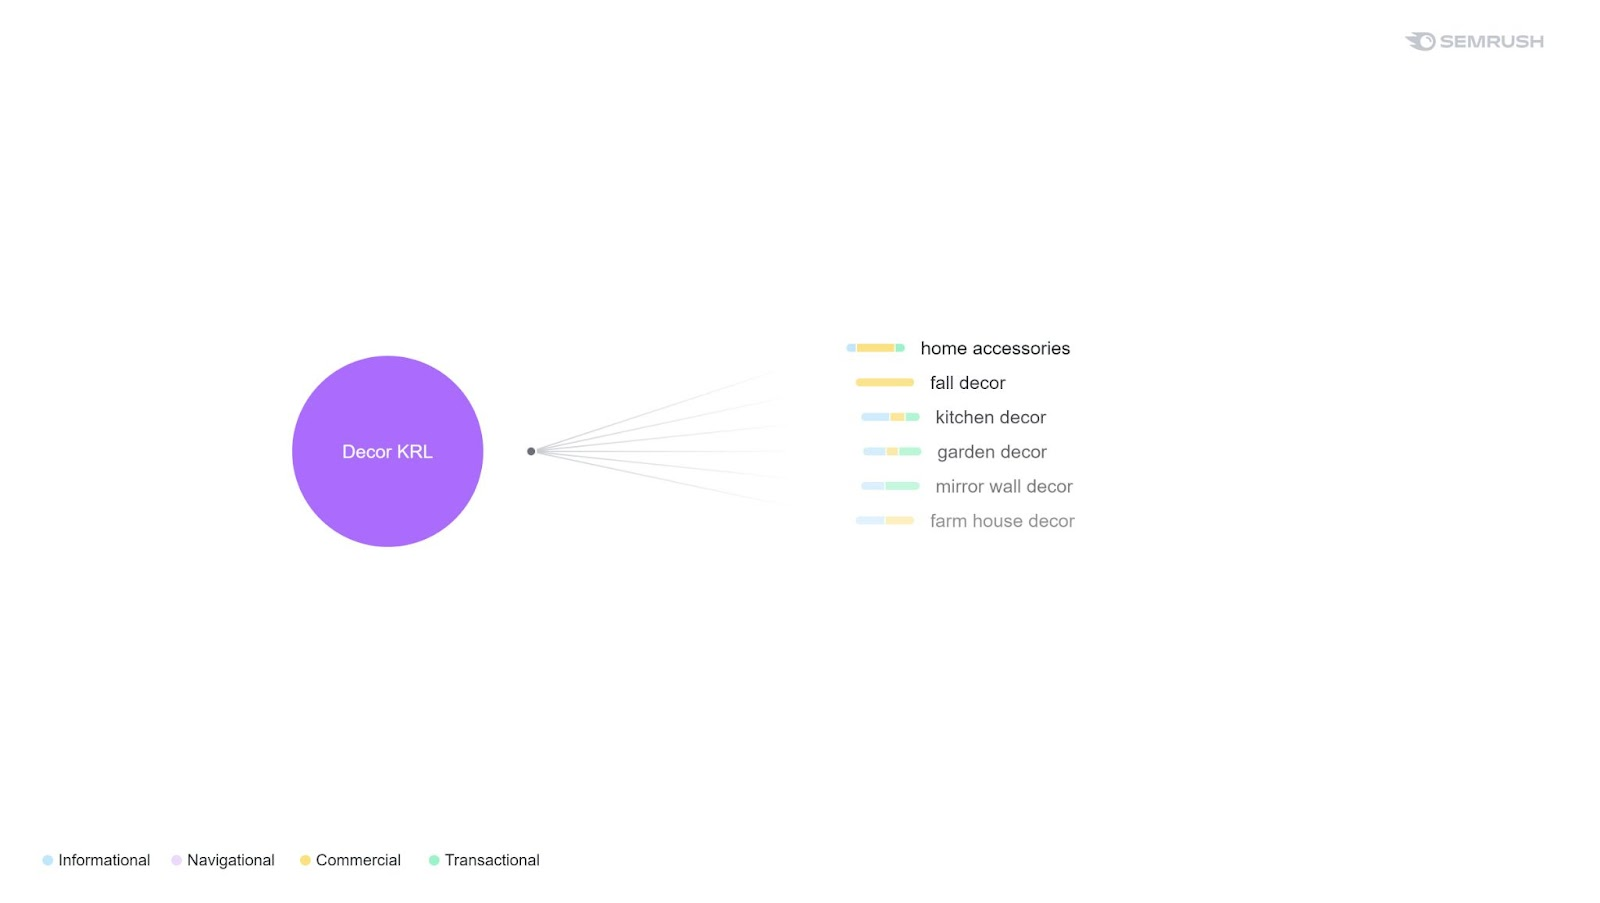 SEMRUSH
Decor KRL
home accessories
fall decor
kitchen decor
garden decor
mirror wall decor
farm house decor
Informational
Navigational
Commercial
Transactional